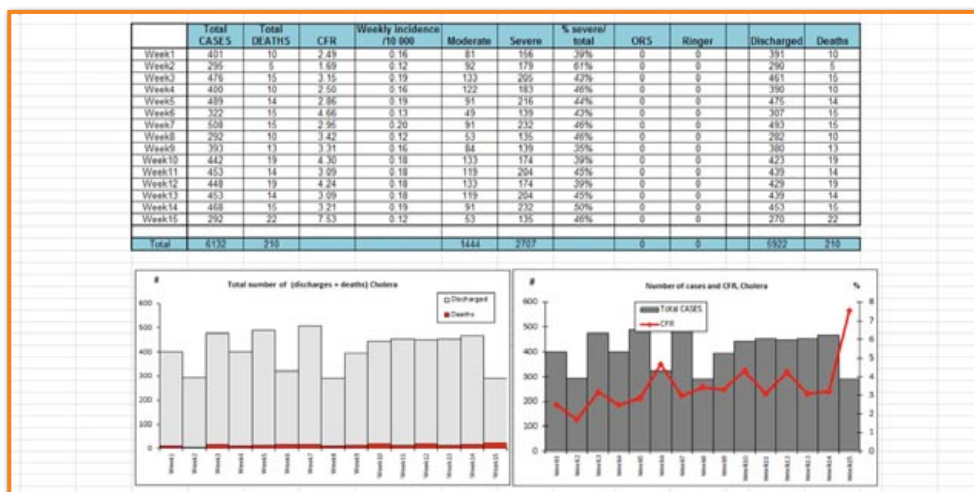 Total CASES Total DEATHS CFR Weekly incidence /10 000 Moderate Severe % severe/ total ORS Ringer Discharged Deaths
Week1 401 10 2.49 0.16 81 156 39% 0 0 391 10
Week2 295 5 1.69 0.12 92 179 61% 0 0 290 5
Week3 476 15 3.15 0.19 133 205 43% 0 0 461 15
Week4 400 10 2.50 0.16 122 183 46% 0 0 390 10
Week5 489 14 2.86 0.19 91 216 44% 0 0 475 14
Week6 322 15 4.66 0.13 49 139 43% 0 0 307 15
Week7 508 15 2.95 0.20 91 232 46% 0 0 493 15
Week8 292 10 3.42 0.12 53 135 46% 0 0 282 10
Week9 393 13 3.31 0.16 84 139 35% 0 0 380 13
Week10 442 19 4.30 0.18 133 174 39% 0 0 423 19
Week11 453 14 3.09 0.18 119 204 45% 0 0 439 14
Week12 448 19 4.24 0.18 133 174 39% 0 0 429 19
Week13 453 14 3.09 0.18 119 204 45% 0 0 439 14
Week14 468 15 3.21 0.19 91 232 50% 0 0 453 15
Week15 292 22 7.53 0.12 53 135 46% 0 0 270 22
Total 6132 210 1444 2707 0 0 5922 210
# Total number of (discharges + deaths) Cholera
Discharged
Deaths
600
500
400
300
200
100
0
Week1 Week2 Week3 Week4 Week5 Week6 Week7 Week8 Week9 Week10 Week11 Week12 Week13 Week14 Week15
# Number of cases and CFR, Cholera %
Total CASES
CFR
600 8
500 7
400 6
300 5
200 4
100 3
0 2
1
0
Week1 Week2 Week3 Week4 Week5 Week6 Week7 Week8 Week9 Week10 Week11 Week12 Week13 Week14 Week15